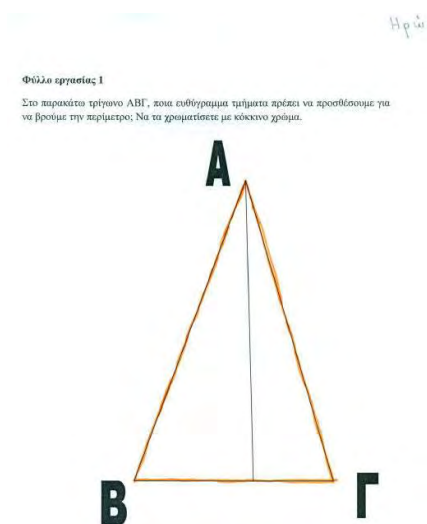 Ηρώ
Φύλλο εργασίας 1
Στο παρακάτω τρίγωνο ΑΒΓ, ποια ευθύγραμμα τμήματα πρέπει να προσθέσουμε για
να βρούμε την περίμετρο; Να τα χρωματίσετε με κόκκινο χρώμα.
Α
Β
Γ